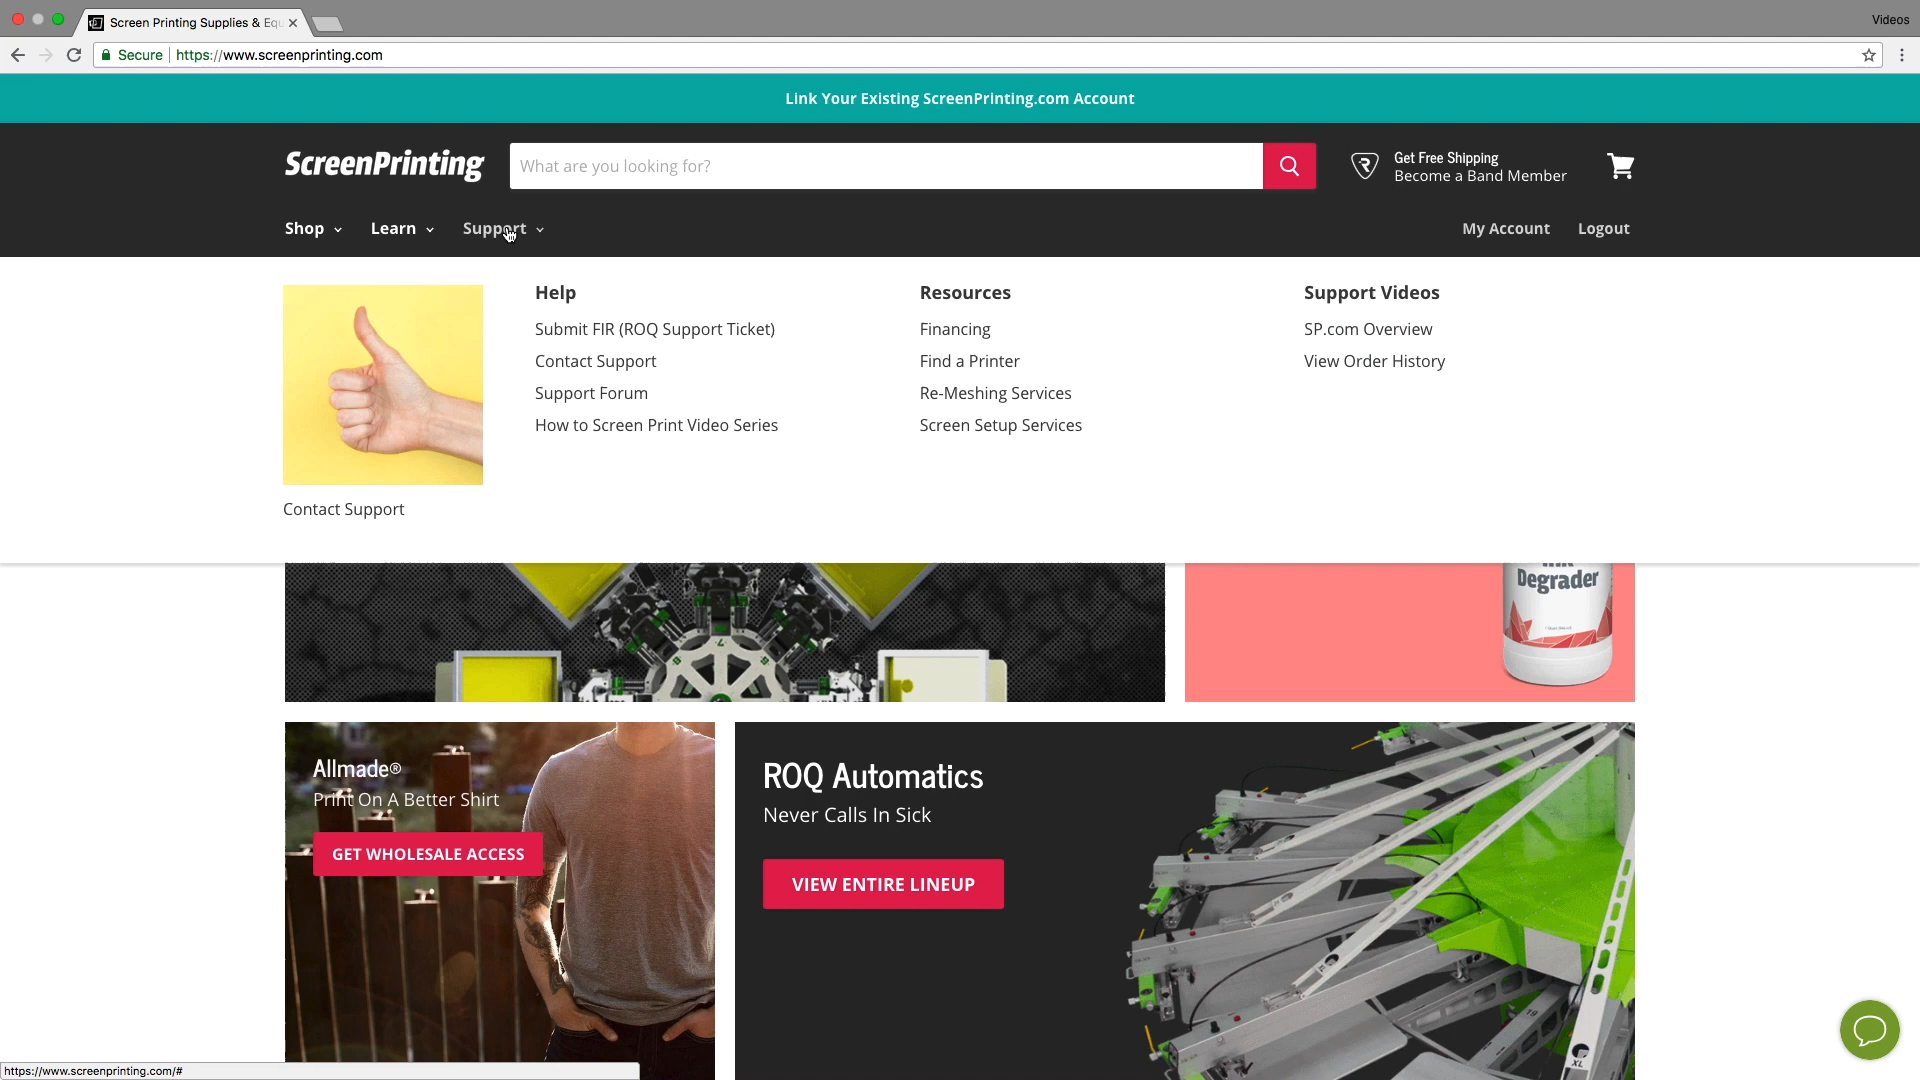 Screen Printing Supplies & Equ
Videos
Secure
https://www.screenprinting.com
Link Your Existing ScreenPrinting.com Account
ScreenPrinting
What are you looking for?
Get Free Shipping
Become a Band Member
Shop
Learn
Support
My Account
Logout
Help
Submit FIR (ROQ Support Ticket)
Contact Support
Support Forum
How to Screen Print Video Series
Resources
Financing
Find a Printer
Re-Meshing Services
Screen Setup Services
Support Videos
SP.com Overview
View Order History
Contact Support
Degrader
Allmade®
Print On A Better Shirt
GET WHOLESALE ACCESS
ROQ Automatics
Never Calls In Sick
VIEW ENTIRE LINEUP
19
XL
https://www.screenprinting.com/#